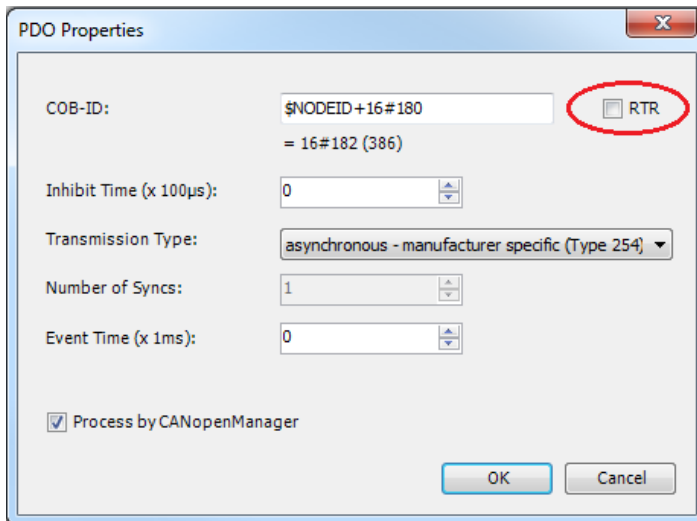 PDO Properties
COB-ID: $NODEID+16#180 RTR
= 16#182 (386)
Inhibit Time (x 100µs): 0
Transmission Type: asynchronous - manufacturer specific (Type 254)
Number of Syncs: 1
Event Time (x 1ms): 0
Process by CANopenManager
OK Cancel